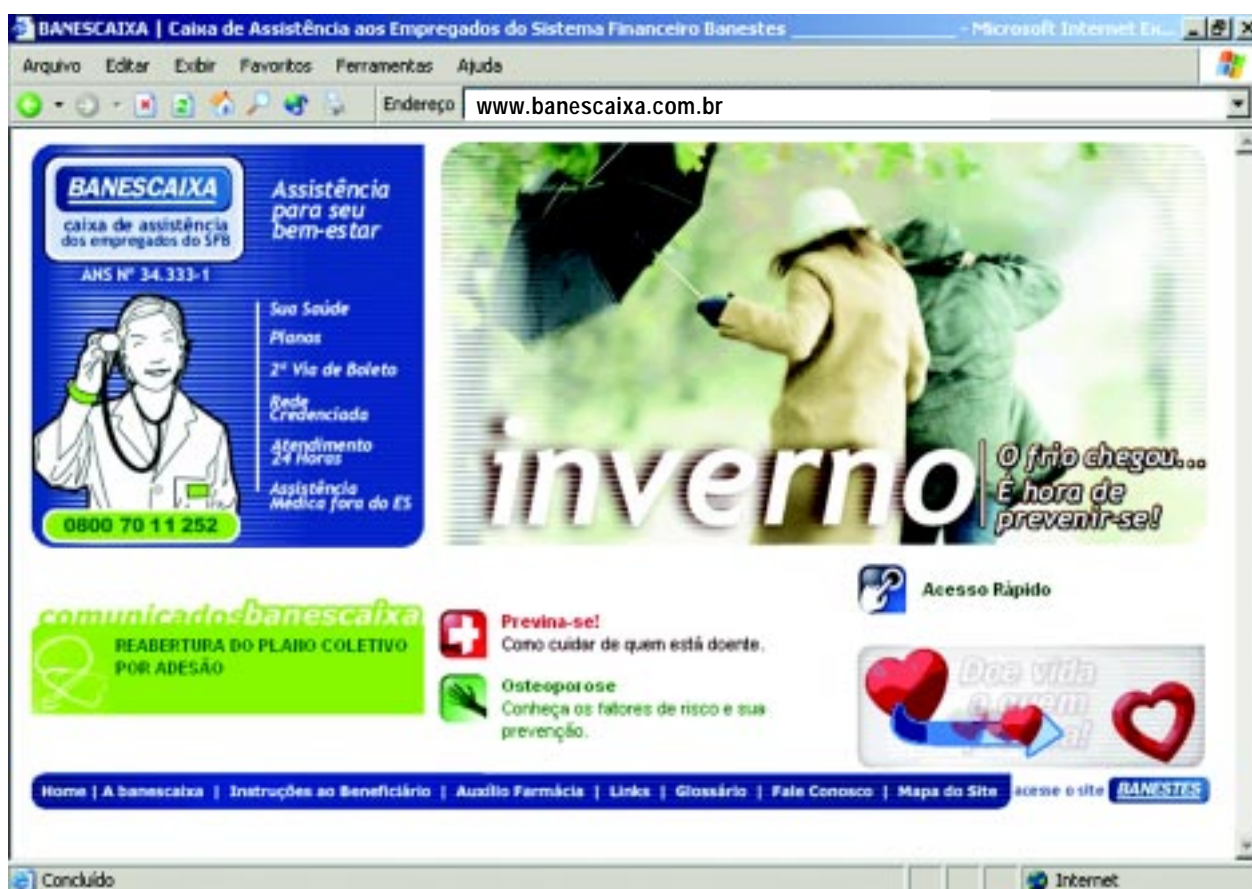 BANESCAIXA | Caixa de Assistência aos Empregados do Sistema Financeiro Banestes - Microsoft Internet Ex...
Arquivo Editar Exibir Favoritos Ferramentas Ajuda
Endereço www.banescaixa.com.br
BANESCAIXA
caixa de assistência
dos empregados do SFB
ANS Nº 34.333-1
Assistência
para seu
bem-estar
Sua Saúde
Planos
2ª Via de Boleto
Rede
Credenciada
Atendimento
24 Horas
Assistência
Médica fora do ES
0800 70 11 252
inverno
O frio chegou...
É hora de
prevenir-se!
comunicadosbanescaixa
REABERTURA DO PLANO COLETIVO
POR ADESÃO
Previna-se!
Como cuidar de quem está doente.
Osteoporose
Conheça os fatores de risco e sua
prevenção.
Acesso Rápido
Doe vida
a quem
Home | A banescaixa | Instruções ao Beneficiário | Auxílio Farmácia | Links | Glossário | Fale Conosco | Mapa do Site
acesse o site BANESTES
Concluído
Internet